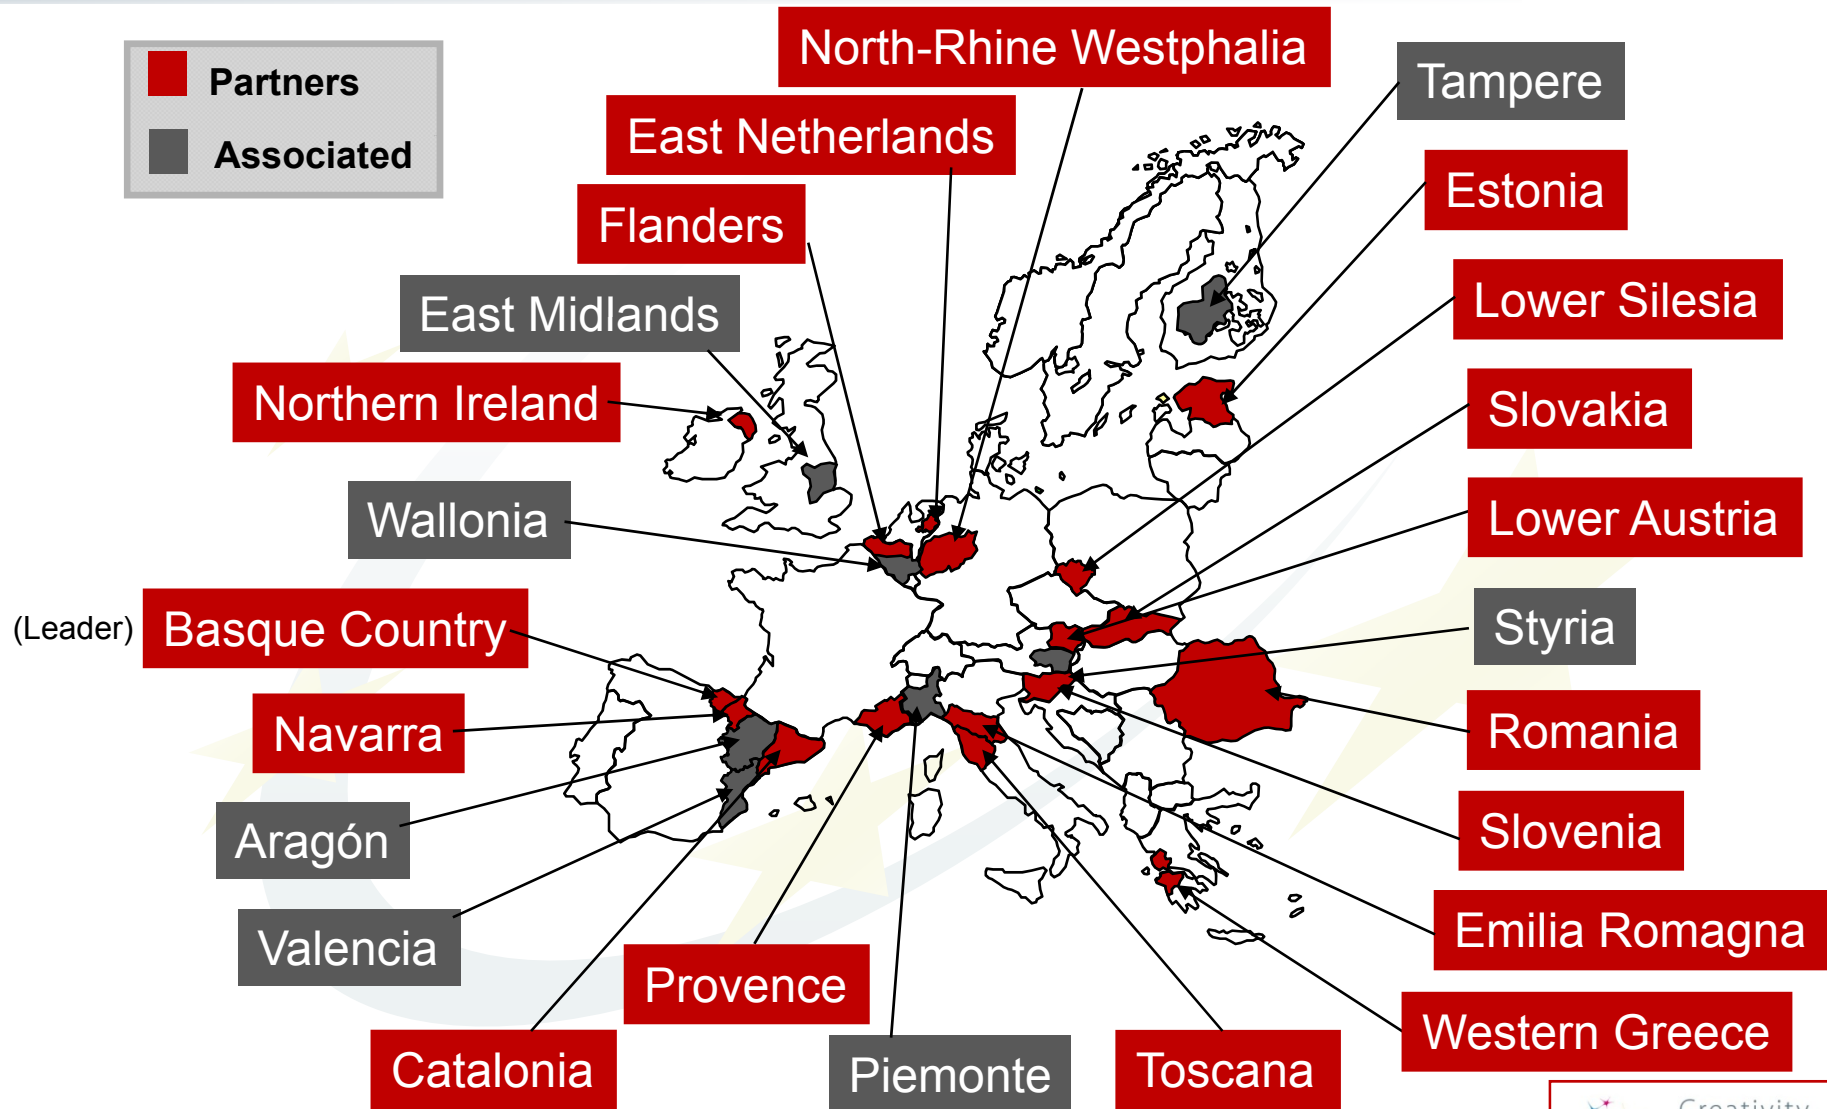 North-Rhine Westphalia
Partners
Tampere
East Netherlands
Associated
Estonia
Flanders
East Midlands
Lower Silesia
Northern Ireland
Slovakia
Wallonia
Lower Austria
(Leader)
Basque Country
Styria
Navarra
Romania
Aragón
Slovenia
Valencia
Emilia Romagna
Provence
Western Greece
Catalonia
Piemonte
Toscana
Creativity